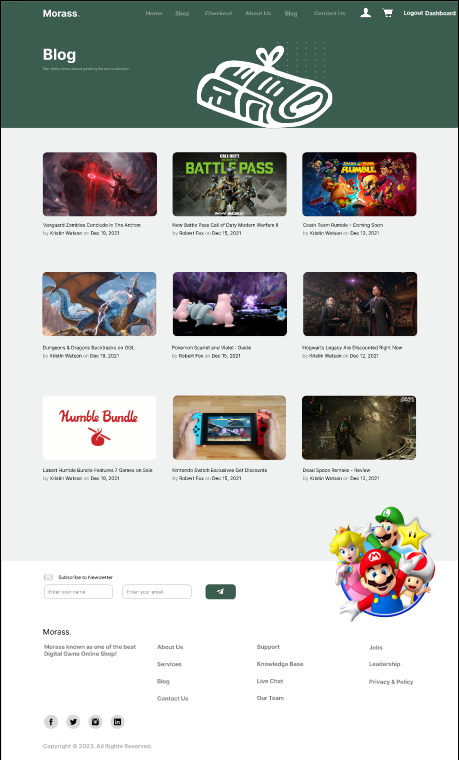 Morass.
Home Shop Checkout About Us Blog Contact Us Logout Dashboard
Blog
CALL OF DUTY
BATTLE PASS
CRASH TEAM
RUMBLE
Vanguard Zombies Conclude In The Archon
by Kristin Watson on Dec 19, 2021
New Battle Pass Call of Duty Modern Warfare II
by Robert Fox on Dec 15, 2021
Crash Team Rumble - Coming Soon
by Kristin Watson on Dec 12, 2021
Dungeons & Dragons Backtracks on OGL
by Kristin Watson on Dec 19, 2021
Pokemon Scarlet and Violet : Guide
by Robert Fox on Dec 15, 2021
Hogwarts Legacy Are Discounted Right Now
by Kristin Watson on Dec 12, 2021
Humble Bundle
Latest Humble Bundle Features 7 Games on Sale
by Kristin Watson on Dec 19, 2021
Nintendo Switch Exclusives Get Discounts
by Robert Fox on Dec 15, 2021
Dead Space Remake - Review
by Kristin Watson on Dec 12, 2021
Subscribe to Newsletter
Enter your name
Enter your email
Morass.
Morass known as one of the best
Digital Game Online Shop!
About Us
Services
Blog
Contact Us
Support
Knowledge Base
Live Chat
Our Team
Jobs
Leadership
Privacy & Policy
Copyright © 2023. All Rights Reserved.